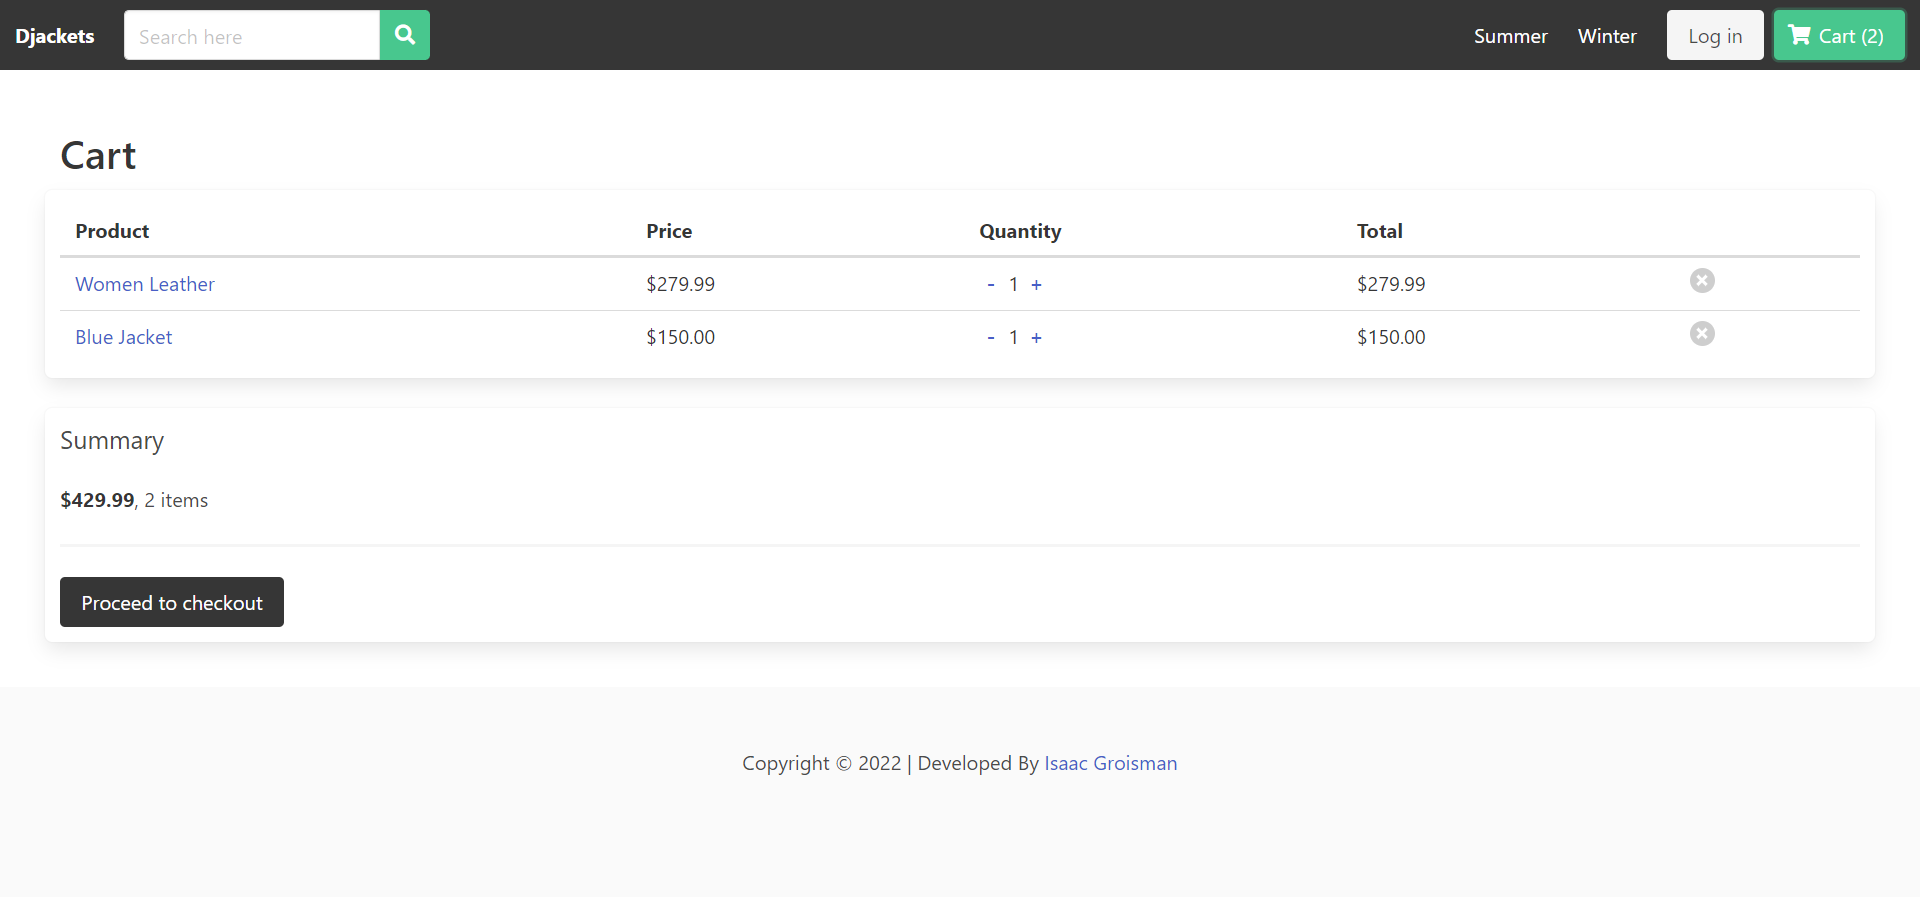 Djackets Search here Summer Winter Log in Cart (2)
Cart
Product Price Quantity Total
Women Leather $279.99 - 1 + $279.99
Blue Jacket $150.00 - 1 + $150.00
Summary
$429.99, 2 items
Proceed to checkout
Copyright © 2022 | Developed By Isaac Groisman